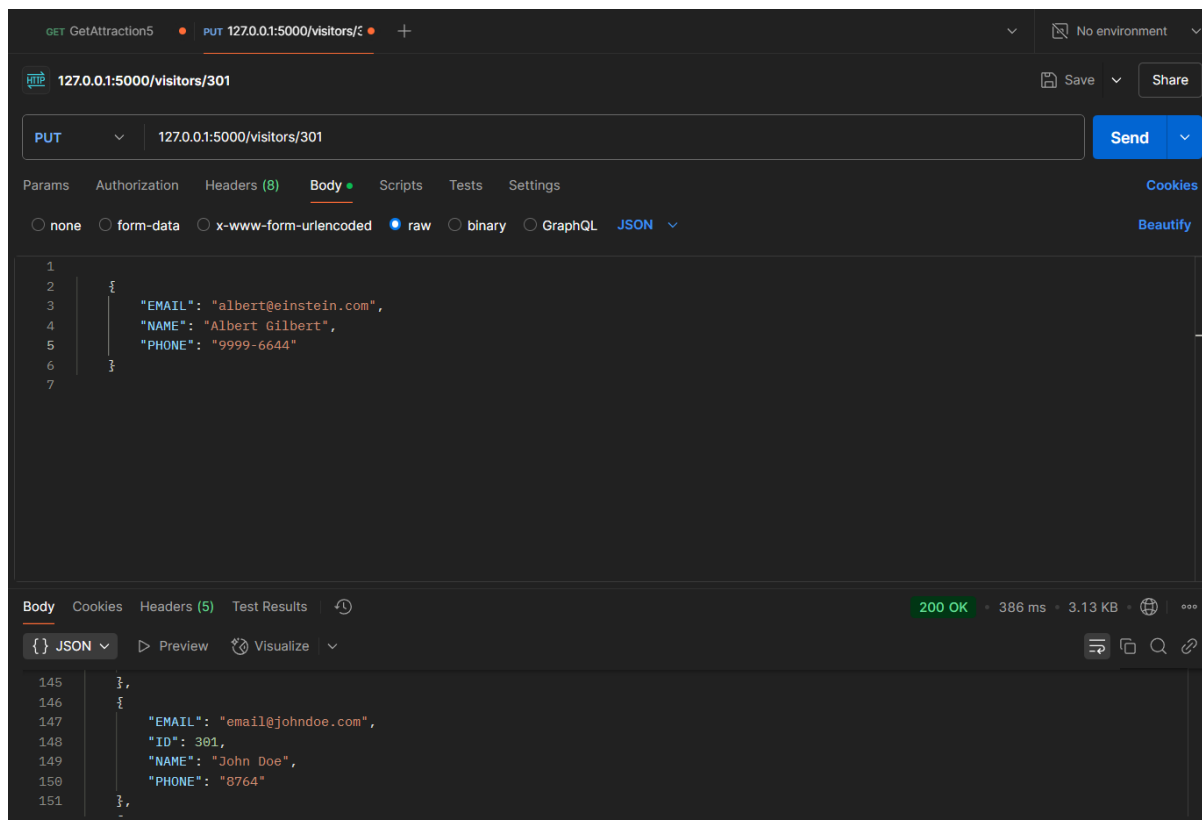 GET GetAttraction5 PUT 127.0.0.1:5000/visitors/3 No environment
HTTP 127.0.0.1:5000/visitors/301 Save Share
PUT 127.0.0.1:5000/visitors/301 Send
Params Authorization Headers (8) Body Scripts Tests Settings Cookies
none form-data x-www-form-urlencoded raw binary GraphQL JSON Beautify
1
2 {
3 "EMAIL": "albert@einstein.com",
4 "NAME": "Albert Gilbert",
5 "PHONE": "9999-6644"
6 }
7
Body Cookies Headers (5) Test Results 200 OK • 386 ms • 3.13 KB •
{} JSON Preview Visualize
145 },
146 {
147 "EMAIL": "email@johndoe.com",
148 "ID": 301,
149 "NAME": "John Doe",
150 "PHONE": "8764"
151 },